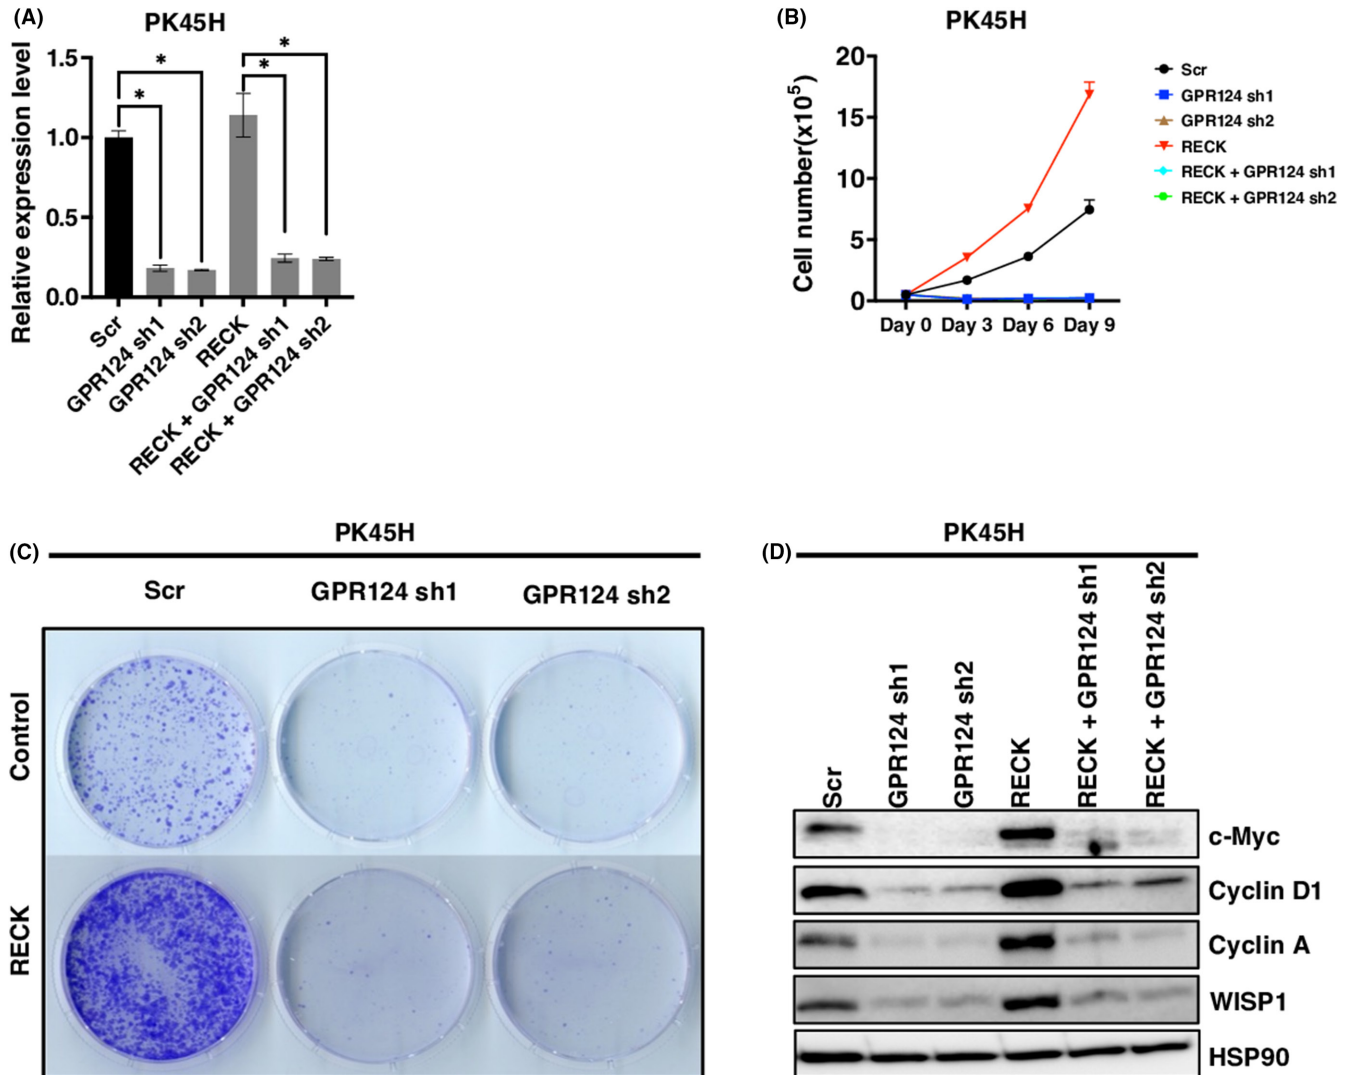 (A)
PK45H
Relative expression level
1.5
1.0
0.5
0.0
*
*
*
*
Scr
GPR124 sh1
GPR124 sh2
RECK
RECK + GPR124 sh1
RECK + GPR124 sh2
(B)
PK45H
Cell number(x10⁵)
20
15
10
5
0
Day 0 Day 3 Day 6 Day 9
Scr
GPR124 sh1
GPR124 sh2
RECK
RECK + GPR124 sh1
RECK + GPR124 sh2
(C)
PK45H
Scr GPR124 sh1 GPR124 sh2
Control
RECK
(D)
PK45H
Scr
GPR124 sh1
GPR124 sh2
RECK
RECK + GPR124 sh1
RECK + GPR124 sh2
c-Myc
Cyclin D1
Cyclin A
WISP1
HSP90